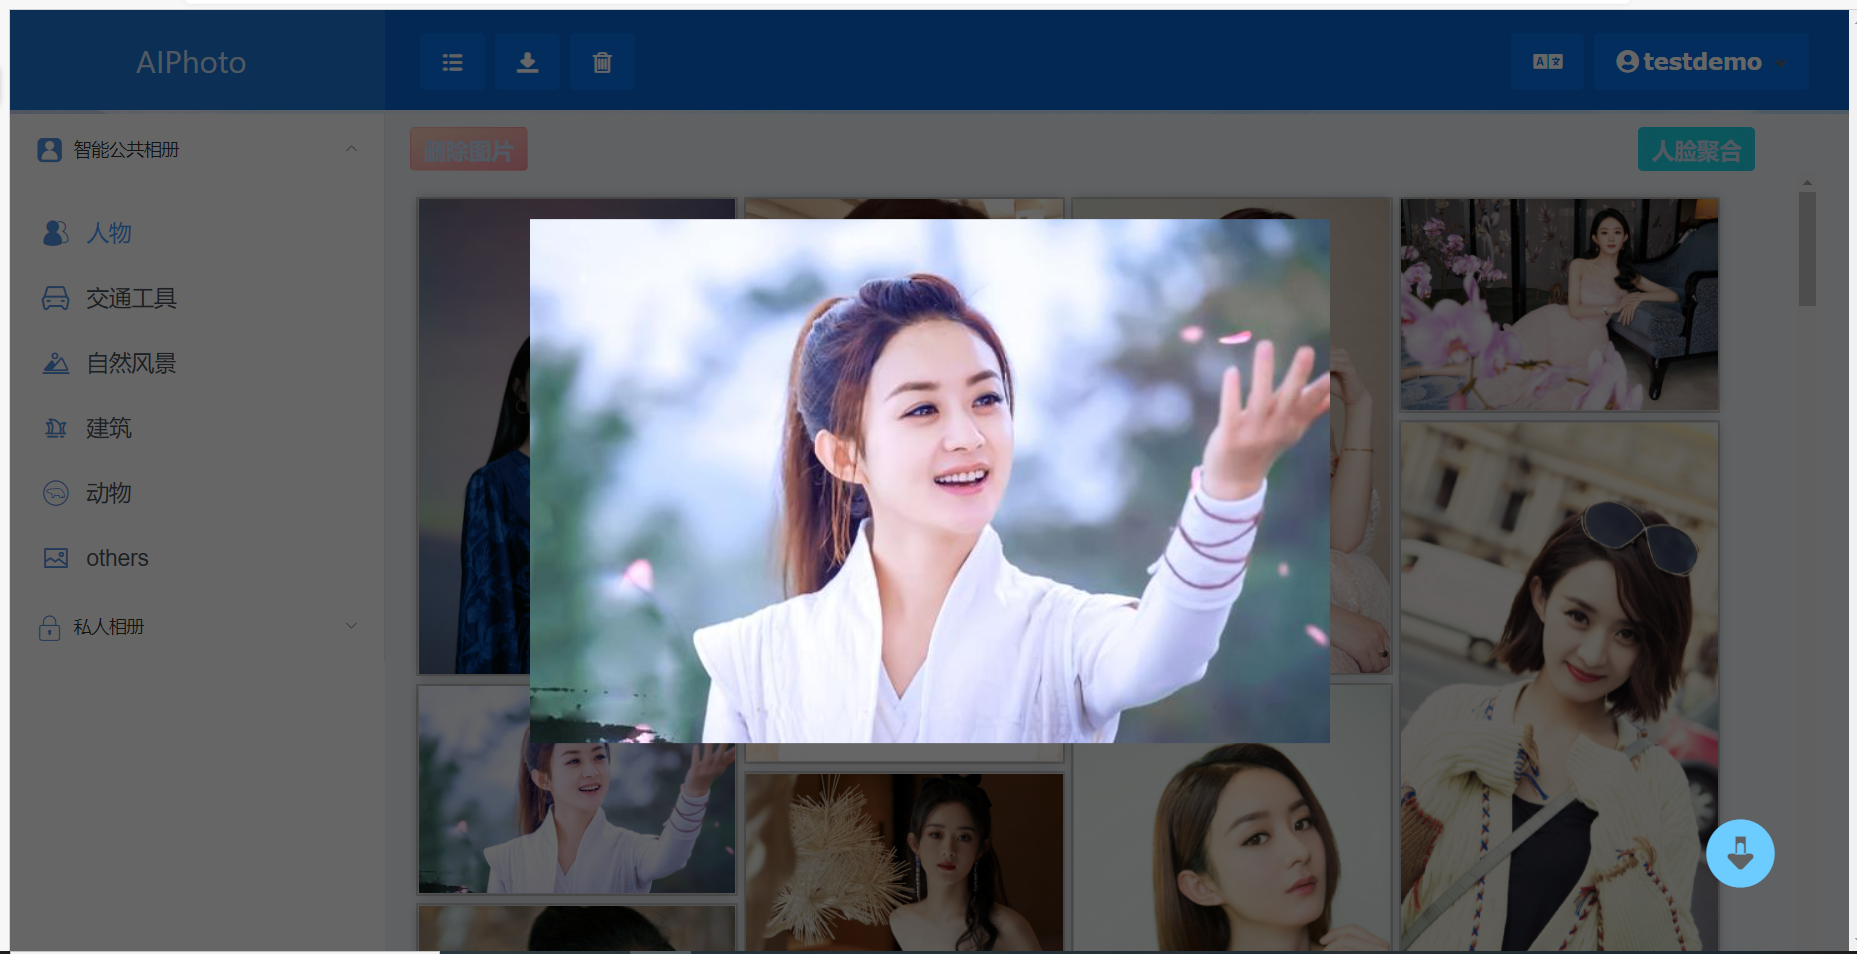 AIPhoto
testdemo
智能公共相册
删除图片
人脸聚合
人物
交通工具
自然风景
建筑
动物
others
私人相册